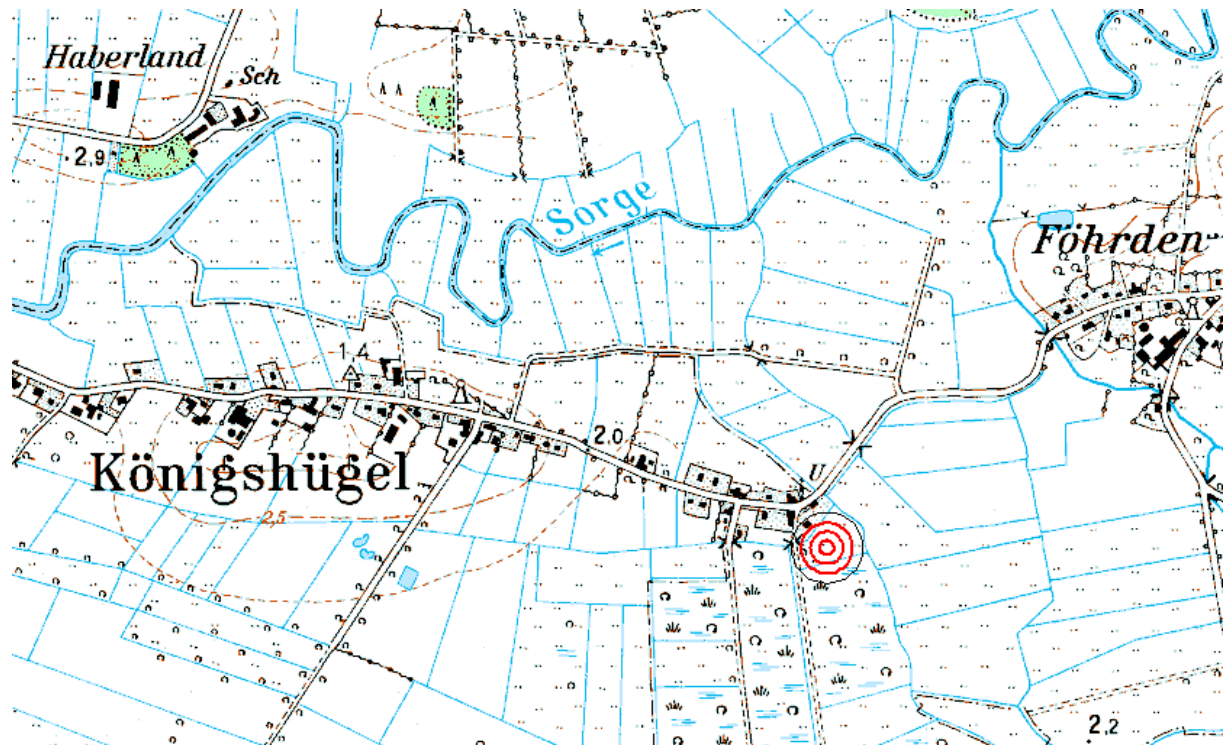 Haberland
Sch
2.9
Sorge
Föhrden
1.4
2.0
Königshügel
U
2,5
2,2